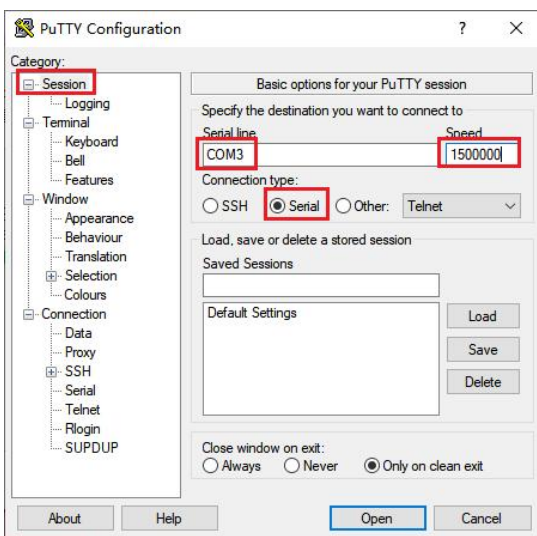 PuTTY Configuration
?
Category:
Session
Logging
Terminal
Keyboard
Bell
Features
Window
Appearance
Behaviour
Translation
Selection
Colours
Connection
Data
Proxy
SSH
Serial
Telnet
Rlogin
SUPDUP
Basic options for your PuTTY session
Specify the destination you want to connect to
Serial line Speed
COM3 1500000
Connection type:
SSH Serial Other: Telnet
Load, save or delete a stored session
Saved Sessions
Default Settings
Load
Save
Delete
Close window on exit:
Always Never Only on clean exit
About Help Open Cancel